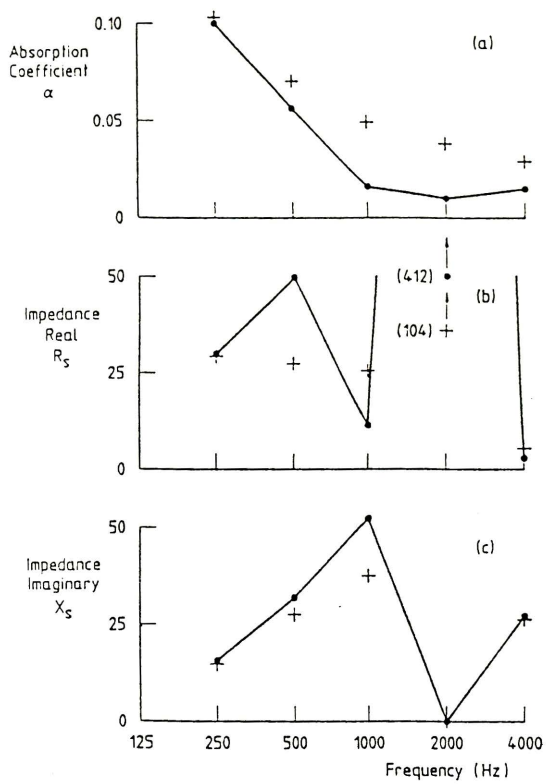 0.10
Absorption
Coefficient
α
(a)
0.05
0
50
(412)
(b)
Impedance
Real
Rs
(104)
25
0
50
Impedance
Imaginary
Xs
(c)
25
0
125 250 500 1000 2000 4000
Frequency (Hz)